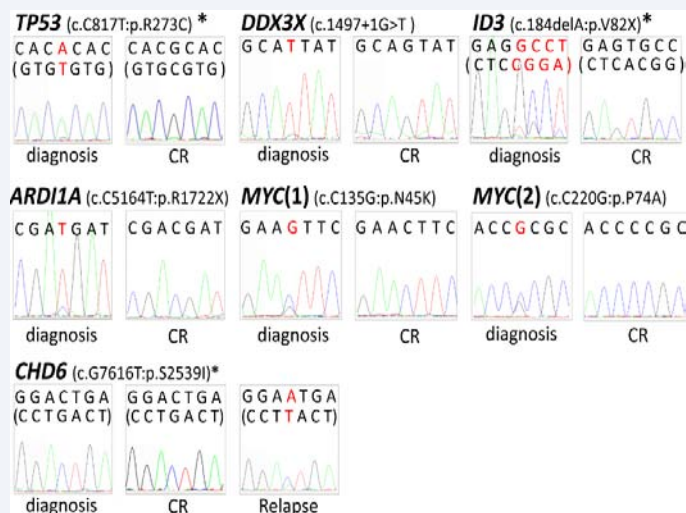 TP53 (c.C817T:p.R273C) *
CACACAC CACGCAC
(GTGTGTG) (GTGCGTG)
diagnosis CR
DDX3X (c.1497+1G>T )
GCATTAT GCAGTAT
diagnosis CR
ID3 (c.184delA:p.V82X)*
GAGGCCT GAGTGCC
(CTCCGGA) (CTCACGG)
diagnosis CR
ARDI1A (c.C5164T:p.R1722X)
CGATGAT CGACGAT
diagnosis CR
MYC(1) (c.C135G:p.N45K)
GAAGTTC GAACTTC
diagnosis CR
MYC(2) (c.C220G:p.P74A)
ACCGCGC ACCCCGC
diagnosis CR
CHD6 (c.G7616T:p.S2539I)*
GGACTGA GGACTGA GGAATGA
(CCTGACT) (CCTGACT) (CCTTACT)
diagnosis CR Relapse